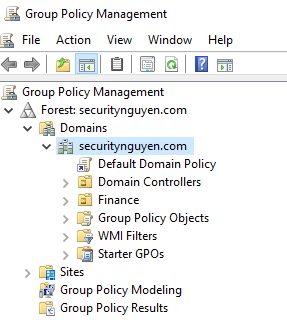 Group Policy Management
File Action View Window Help
Group Policy Management
Forest: securitynguyen.com
Domains
securitynguyen.com
Default Domain Policy
Domain Controllers
Finance
Group Policy Objects
WMI Filters
Starter GPOs
Sites
Group Policy Modeling
Group Policy Results